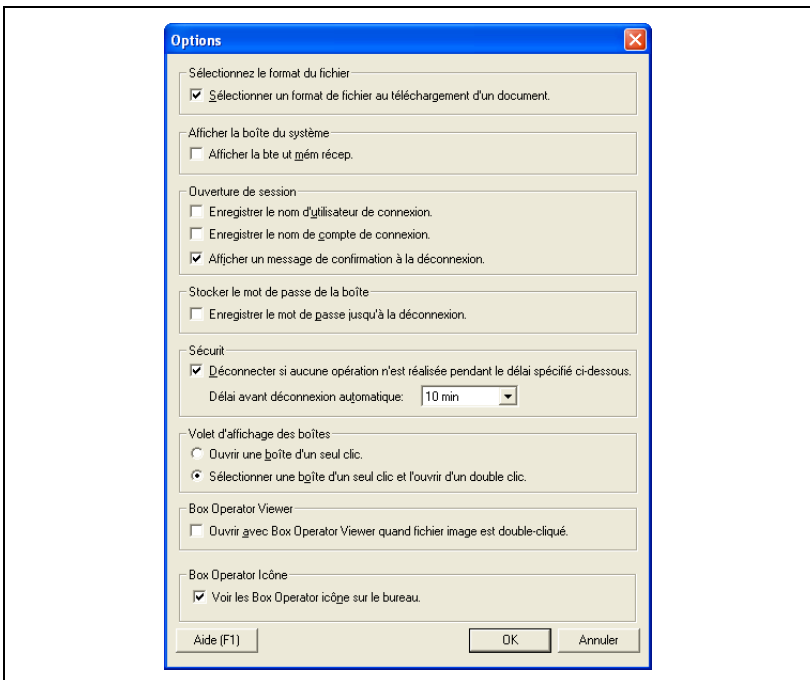 Options
Sélectionnez le format du fichier
Sélectionner un format de fichier au téléchargement d'un document.
Afficher la boîte du système
Afficher la bte ut mém récep.
Ouverture de session
Enregistrer le nom d'utilisateur de connexion.
Enregistrer le nom de compte de connexion.
Afficher un message de confirmation à la déconnexion.
Stocker le mot de passe de la boîte
Enregistrer le mot de passe jusqu'à la déconnexion.
Sécurit
Déconnecter si aucune opération n'est réalisée pendant le délai spécifié ci-dessous.
Délai avant déconnexion automatique: 10 min
Volet d'affichage des boîtes
Ouvrir une boîte d'un seul clic.
Sélectionner une boîte d'un seul clic et l'ouvrir d'un double clic.
Box Operator Viewer
Ouvrir avec Box Operator Viewer quand fichier image est double-cliqué.
Box Operator Icône
Voir les Box Operator icône sur le bureau.
Aide (F1) OK Annuler